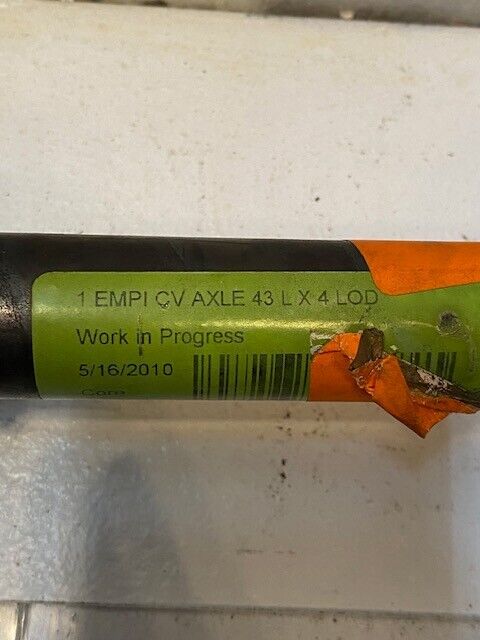 1 EMPI CV AXLE 43 L X 4 LOD
Work in Progress
5/16/2010